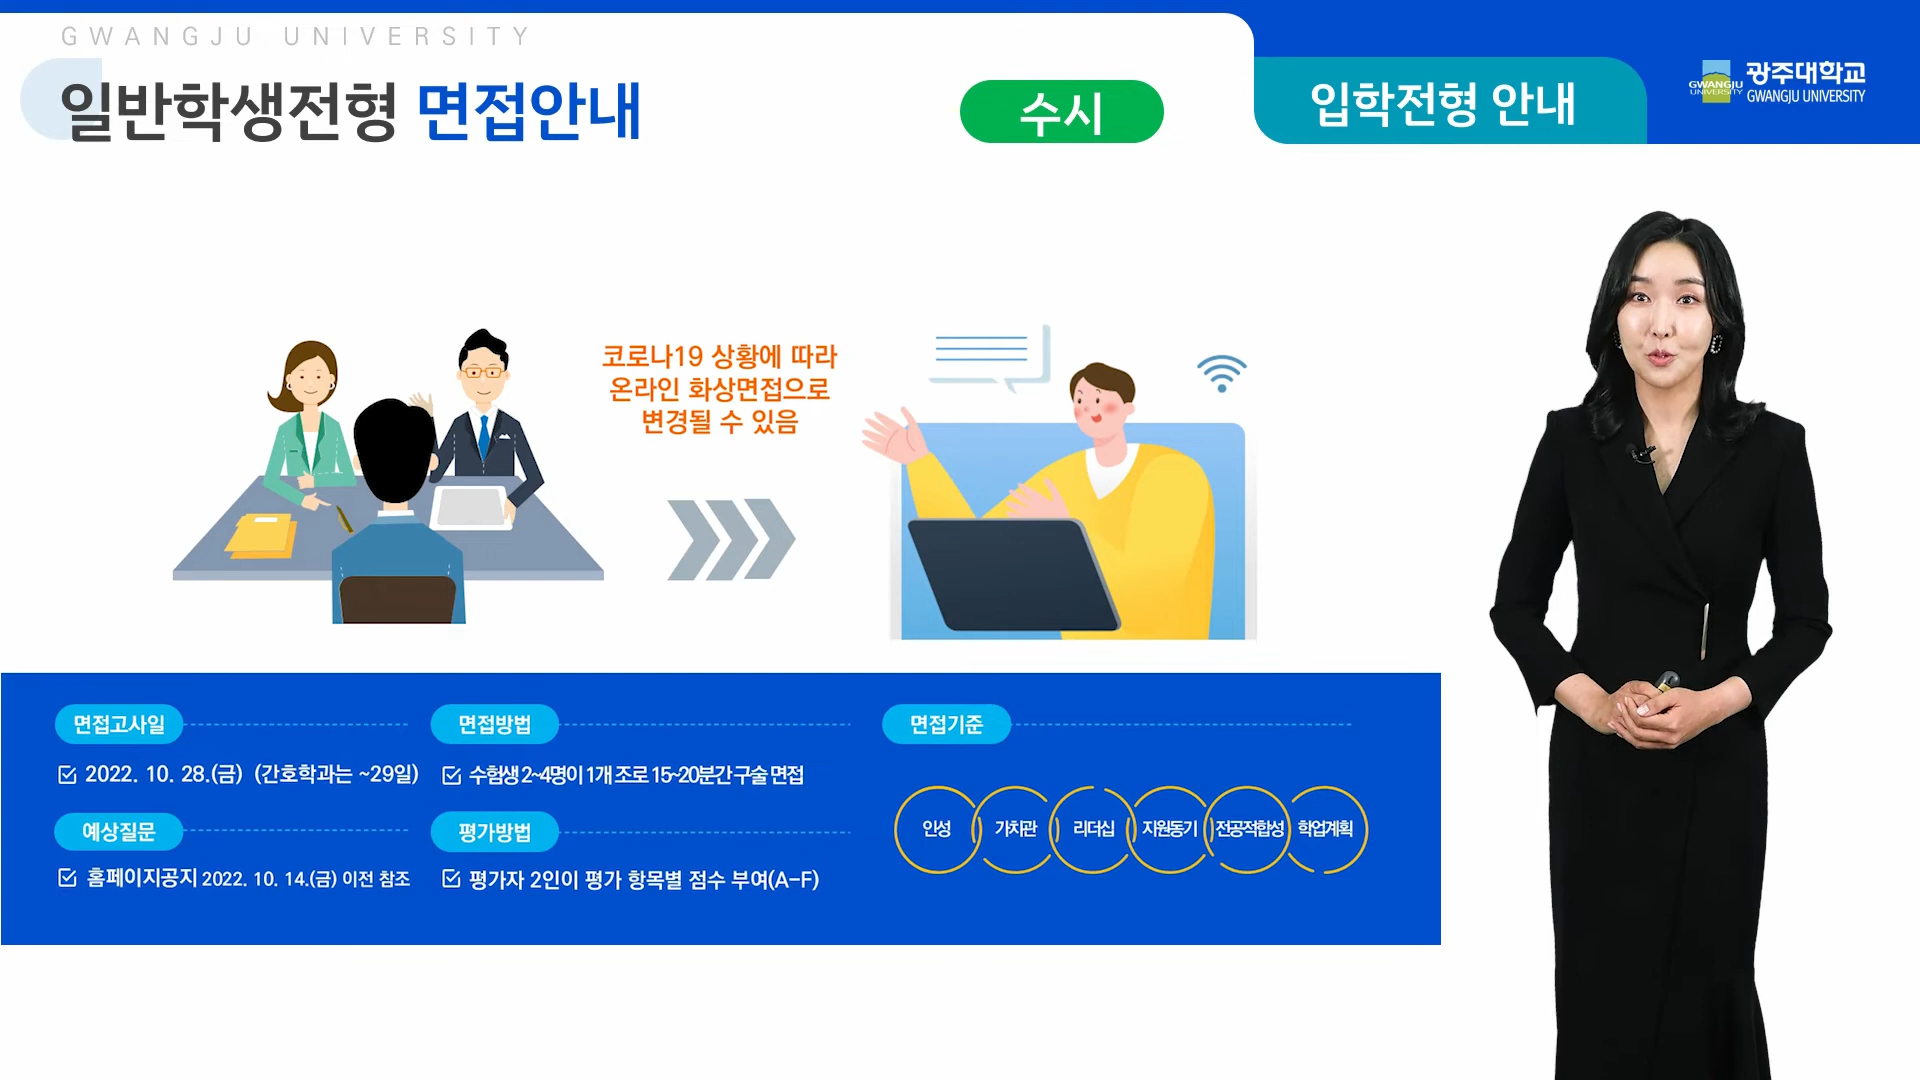 GWANGJU UNIVERSITY
일반학생전형 면접안내
수시
입학전형 안내
GWANGJU
UNIVERSITY
광주대학교
GWANGJU UNIVERSITY
코로나19 상황에 따라
온라인 화상면접으로
변경될 수 있음
면접고사일
2022. 10. 28.(금) (간호학과는 ~29일)
예상질문
홈페이지공지 2022. 10. 14.(금) 이전 참조
면접방법
수험생 2~4명이 1개 조로 15~20분간 구술 면접
평가방법
평가자 2인이 평가 항목별 점수 부여(A-F)
면접기준
인성
가치관
리더십
지원동기
전공적합성
학업계획